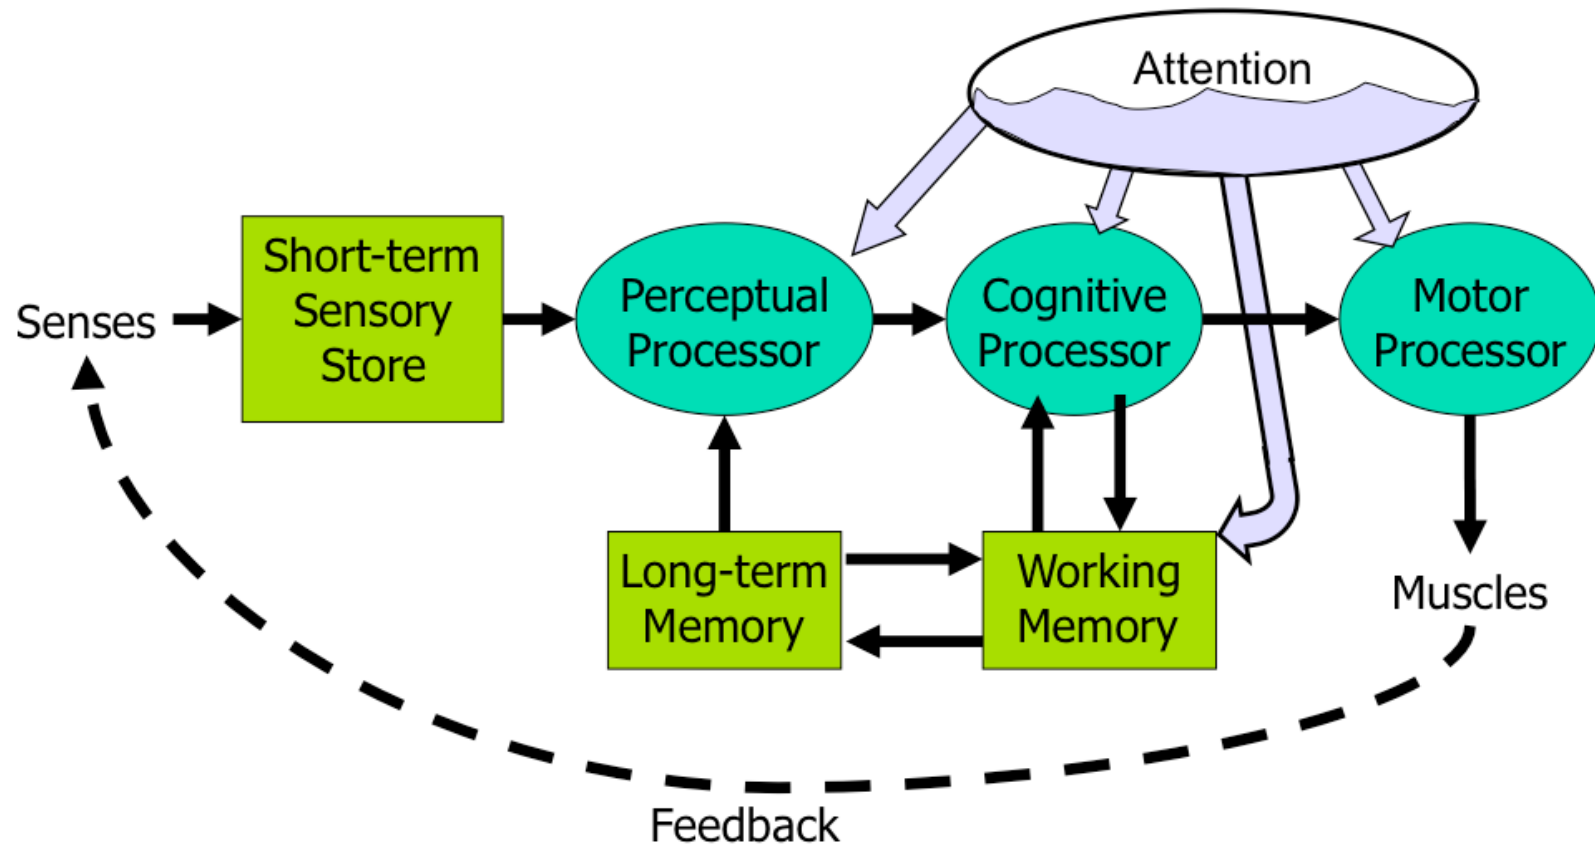 Attention
Short-term
Sensory
Store
Senses
Perceptual
Processor
Cognitive
Processor
Motor
Processor
Long-term
Memory
Working
Memory
Muscles
Feedback